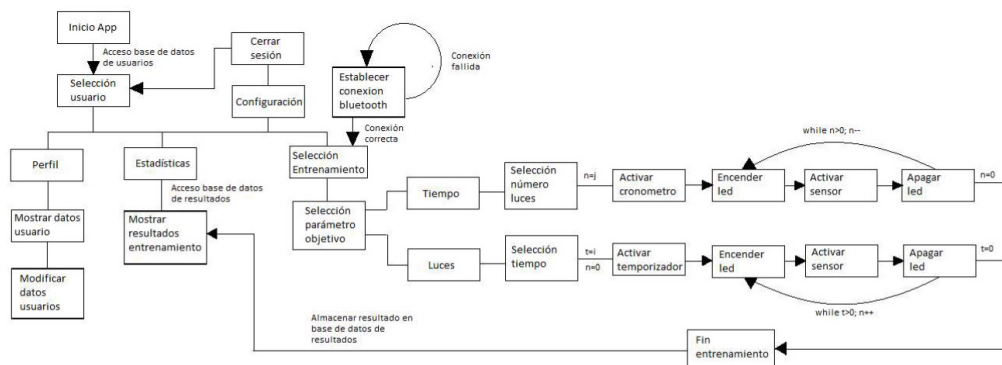 Inicio App
Acceso base de datos
de usuarios
Selección
usuario
Cerrar
sesión
Configuración
Establecer
conexion
bluetooth
Conexión
fallida
Conexión
correcta
Perfil
Mostrar datos
usuario
Modificar
datos
usuarios
Estadísticas
Acceso base de datos
de resultados
Mostrar
resultados
entrenamiento
Selección
Entrenamiento
Selección
parámetro
objetivo
Tiempo
Selección
número
luces
n=j
Activar
cronometro
Encender
led
Activar
sensor
Apagar
led
while n>0; n--
n=0
Luces
Selección
tiempo
t=i
n=0
Activar
temporizador
Encender
led
Activar
sensor
Apagar
led
t=0
while t>0; n++
Almacenar resultado en
base de datos de
resultados
Fin
entrenamiento